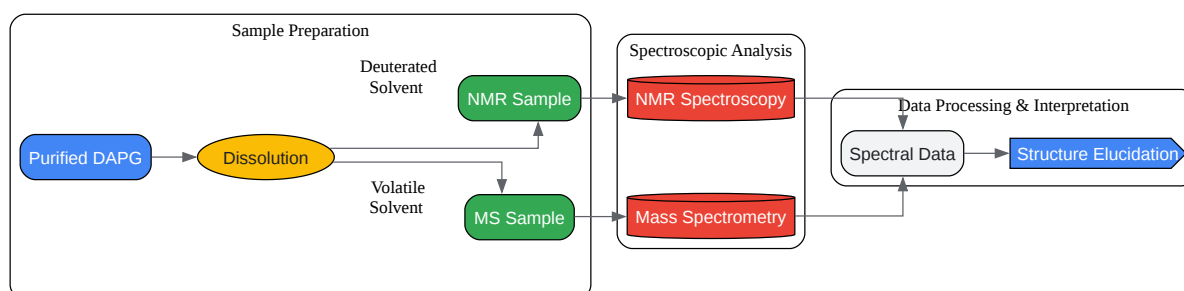 Sample Preparation
Deuterated
Solvent
NMR Sample
Purified DAPG
Dissolution
Volatile
Solvent
MS Sample
Spectroscopic Analysis
NMR Spectroscopy
Mass Spectrometry
Data Processing & Interpretation
Spectral Data
Structure Elucidation